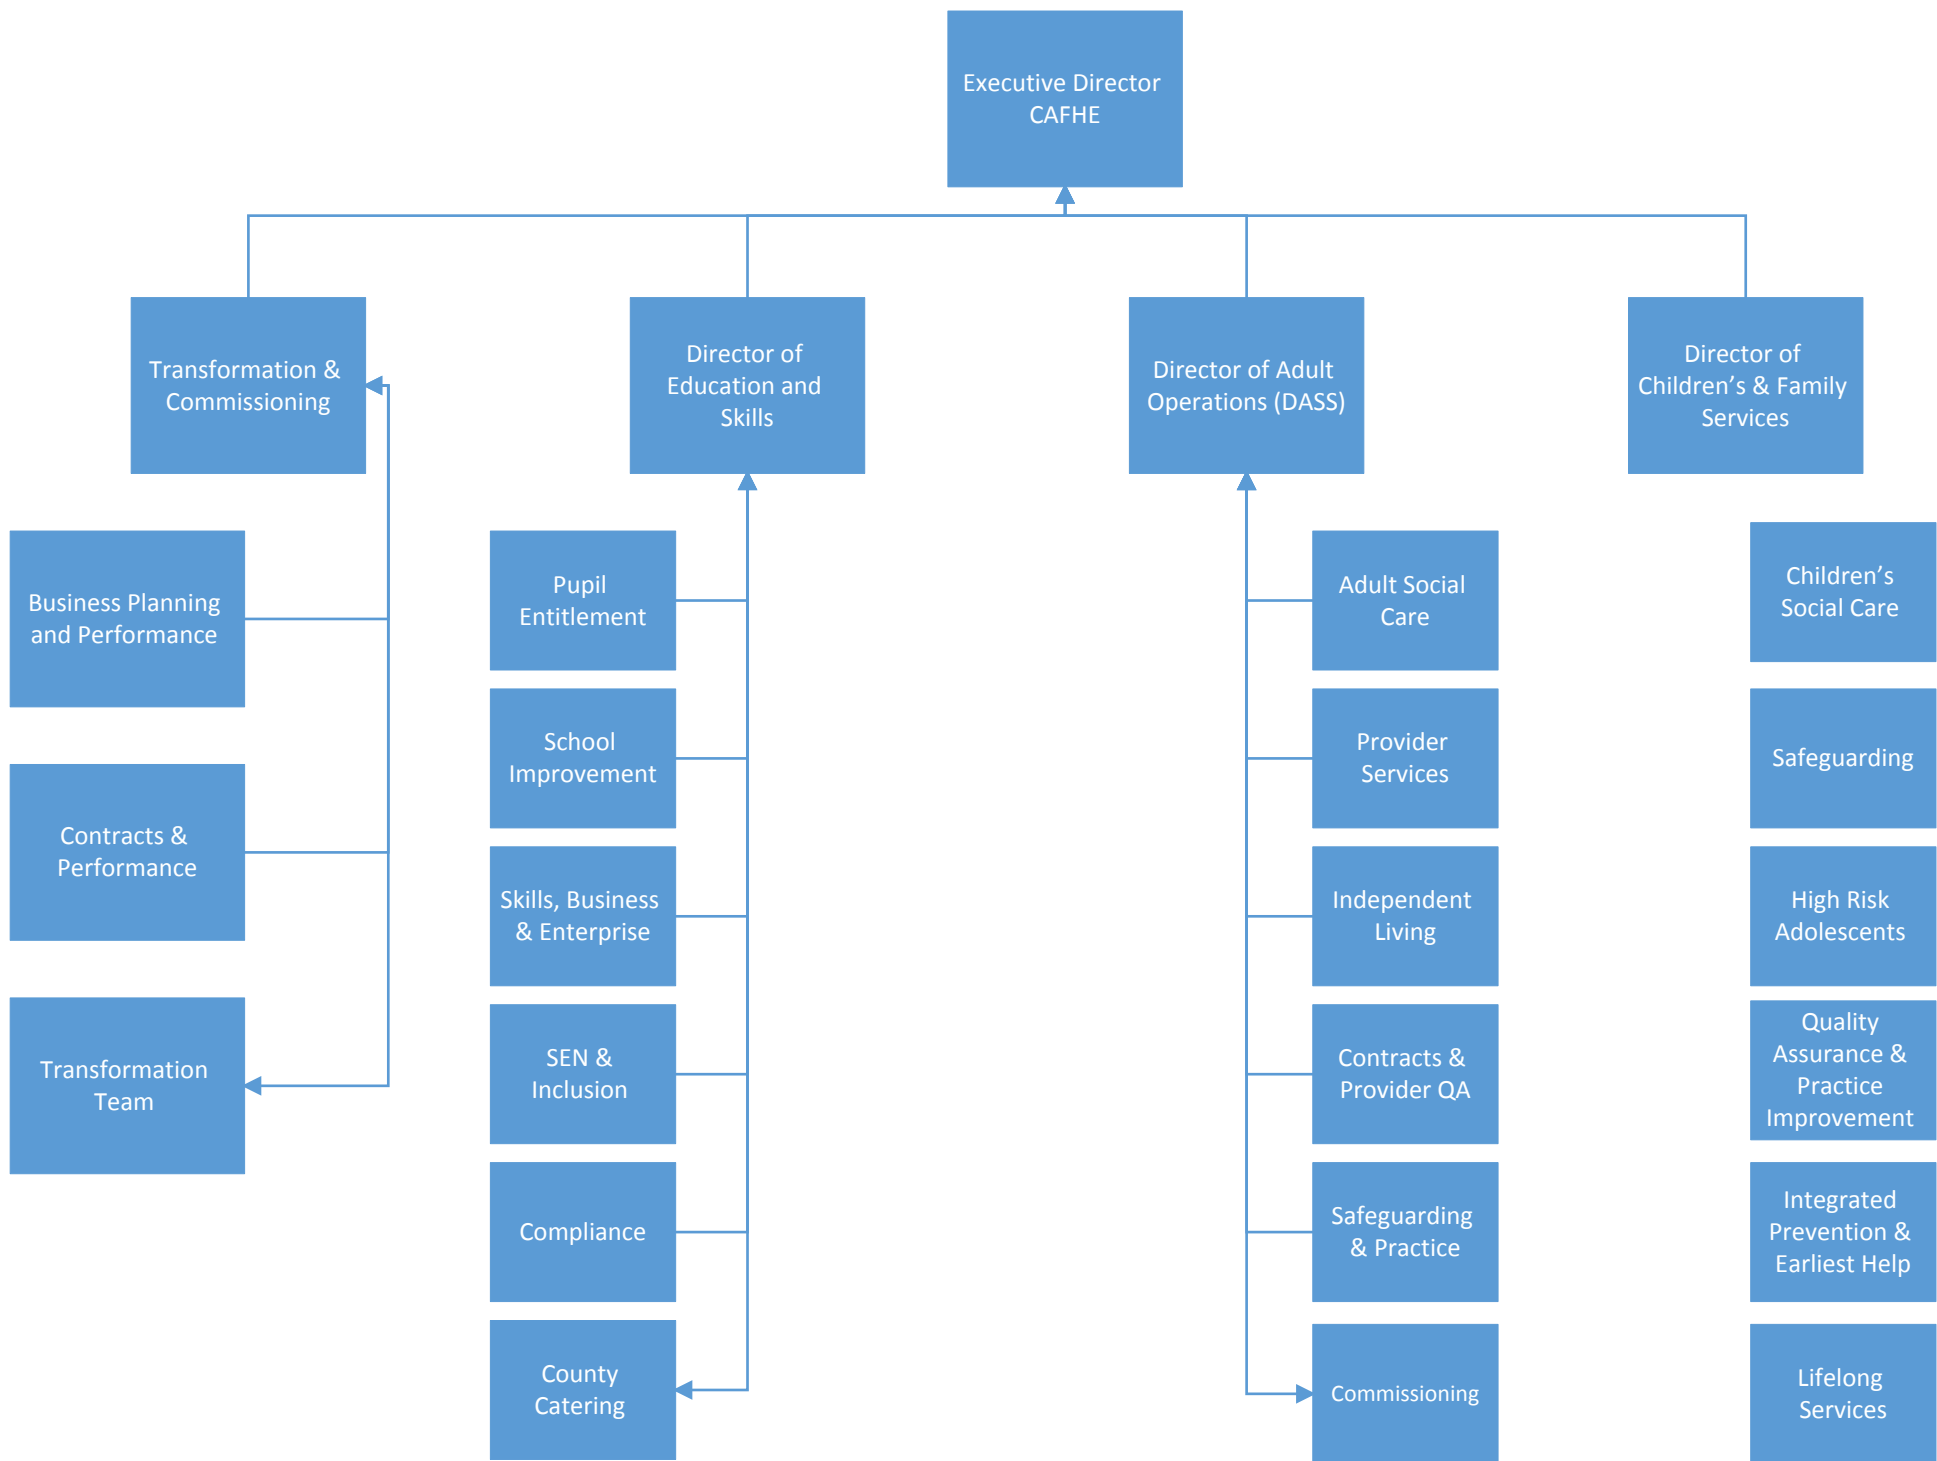 Executive Director
CAFHE
Transformation &
Commissioning
Director of
Education and
Skills
Director of Adult
Operations (DASS)
Director of
Children’s & Family
Services
Business Planning
and Performance
Contracts &
Performance
Transformation
Team
Pupil
Entitlement
School
Improvement
Skills, Business
& Enterprise
SEN &
Inclusion
Compliance
County
Catering
Adult Social
Care
Provider
Services
Independent
Living
Contracts &
Provider QA
Safeguarding
& Practice
Commissioning
Children’s
Social Care
Safeguarding
High Risk
Adolescents
Quality
Assurance &
Practice
Improvement
Integrated
Prevention &
Earliest Help
Lifelong
Services